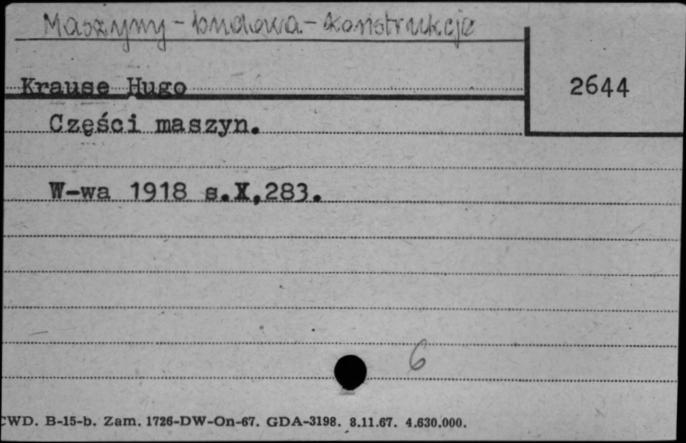 Maszyny - budowa - konstrukcje
Krause Hugo
2644
Części maszyn.
W-wa 1918 s.X,283.
6
CWD. B-15-b. Zam. 1726-DW-On-67. GDA-3198. 8.11.67. 4.630.000.